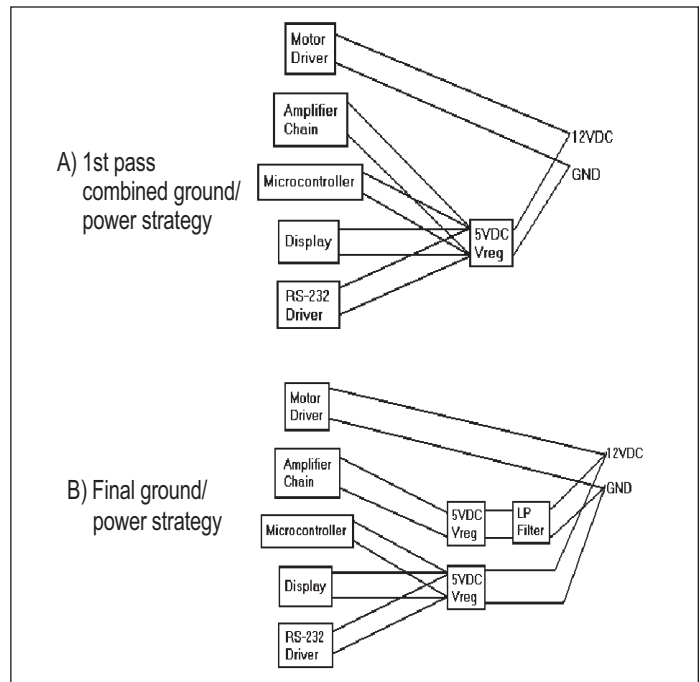 Motor
Driver
Amplifier
Chain
12VDC
A) 1st pass
combined ground/
power strategy
GND
Microcontroller
Display
5VDC
Vreg
RS-232
Driver
Motor
Driver
12VDC
Amplifier
Chain
GND
B) Final ground/
power strategy
5VDC
Vreg
LP
Filter
Microcontroller
Display
5VDC
Vreg
RS-232
Driver